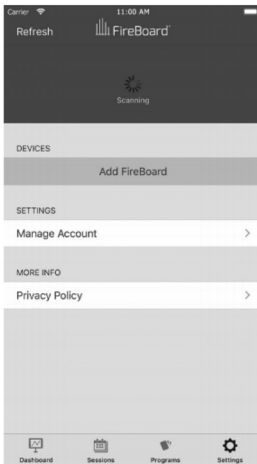 Carrier 11:00 AM
Refresh FireBoard
Scanning
DEVICES
Add FireBoard
SETTINGS
Manage Account
MORE INFO
Privacy Policy
Dashboard Sessions Programs Settings